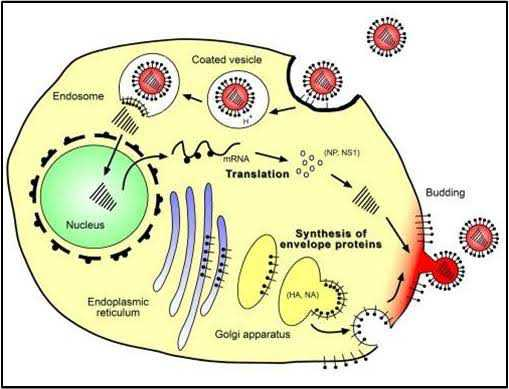 Coated vesicle
Endosome
H+
mRNA
(NP, NS1)
Translation
Budding
Nucleus
Synthesis of
envelope proteins
(HA, NA)
Endoplasmic
reticulum
Golgi apparatus